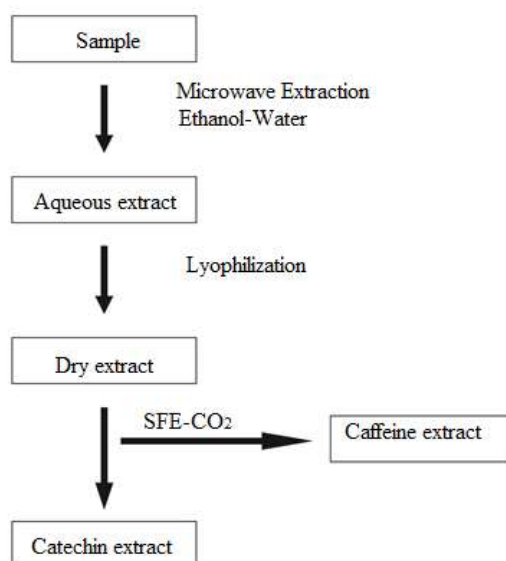 Sample
Microwave Extraction
Ethanol-Water
Aqueous extract
Lyophilization
Dry extract
SFE-CO2
Caffeine extract
Catechin extract